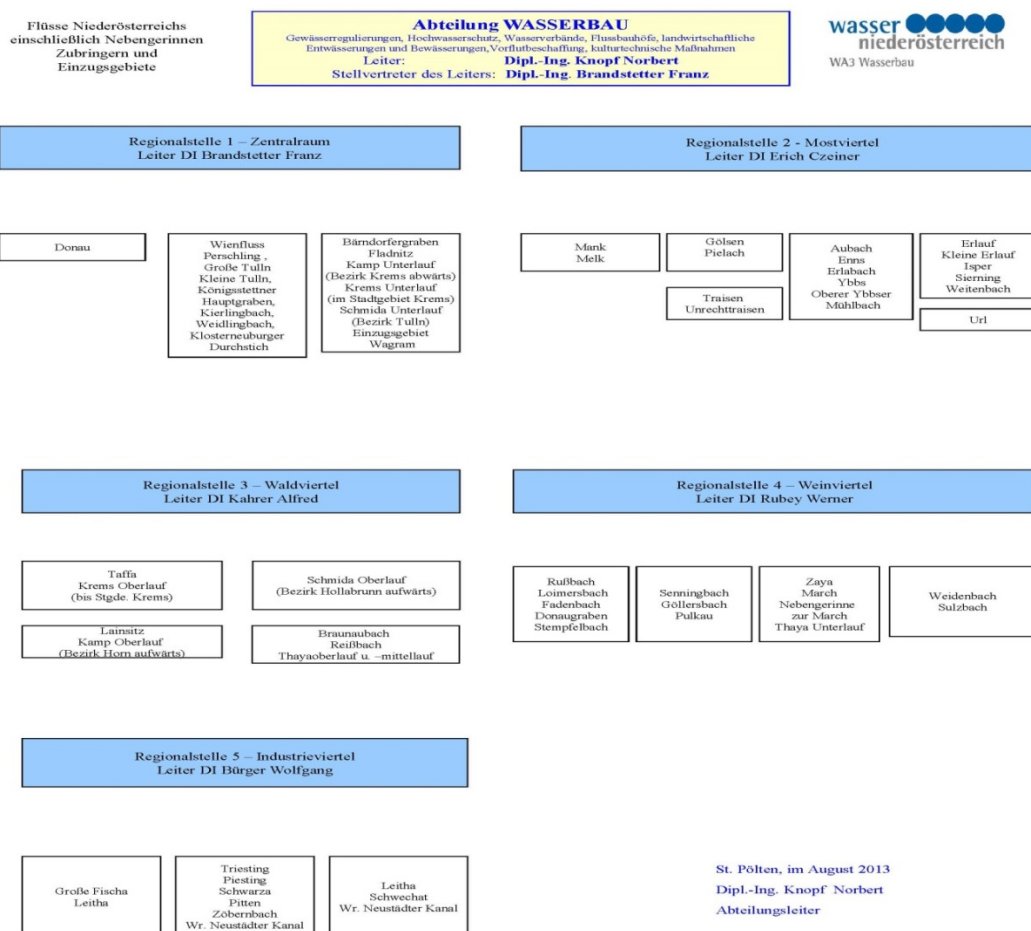 Flüsse Niederösterreichs
einschließlich Nebengerinnen
Zubringern und
Einzugsgebiete
Abteilung WASSERBAU
Gewässerregulierungen, Hochwasserschutz, Wasserverbände, Flussbauhöfe, landwirtschaftliche
Entwässerungen und Bewässerungen,Vorflutbeschaffung, kulturtechnische Maßnahmen
Leiter: Dipl.-Ing. Knopf Norbert
Stellvertreter des Leiters: Dipl.-Ing. Brandstetter Franz
wasser
niederösterreich
WA3 Wasserbau
Regionalstelle 1 – Zentralraum
Leiter DI Brandstetter Franz
Donau
Wienfluss
Perschling ,
Große Tulln
Kleine Tulln,
Königsstettner
Hauptgraben,
Kierlingbach,
Weidlingbach,
Klosterneuburger
Durchstich
Bärndorfergraben
Fladnitz
Kamp Unterlauf
(Bezirk Krems abwärts)
Krems Unterlauf
(im Stadtgebiet Krems)
Schmida Unterlauf
(Bezirk Tulln)
Einzugsgebiet
Wagram
Regionalstelle 2 - Mostviertel
Leiter DI Erich Czeiner
Mank
Melk
Gölsen
Pielach
Traisen
Unrechttraisen
Aubach
Enns
Erlabach
Ybbs
Oberer Ybbser
Mühlbach
Erlauf
Kleine Erlauf
Isper
Sierning
Weitenbach
Url
Regionalstelle 3 – Waldviertel
Leiter DI Kahrer Alfred
Taffa
Krems Oberlauf
(bis Stgde. Krems)
Schmida Oberlauf
(Bezirk Hollabrunn aufwärts)
Lainsitz
Kamp Oberlauf
(Bezirk Horn aufwärts)
Braunaubach
Reißbach
Thayaoberlauf u. –mittellauf
Regionalstelle 4 – Weinviertel
Leiter DI Rubey Werner
Rußbach
Loimersbach
Fadenbach
Donaugraben
Stempfelbach
Senningbach
Göllersbach
Pulkau
Zaya
March
Nebengerinne
zur March
Thaya Unterlauf
Weidenbach
Sulzbach
Regionalstelle 5 – Industrieviertel
Leiter DI Bürger Wolfgang
Große Fischa
Leitha
Triesting
Piesting
Schwarza
Pitten
Zöbernbach
Wr. Neustädter Kanal
Leitha
Schwechat
Wr. Neustädter Kanal
St. Pölten, im August 2013
Dipl.-Ing. Knopf Norbert
Abteilungsleiter